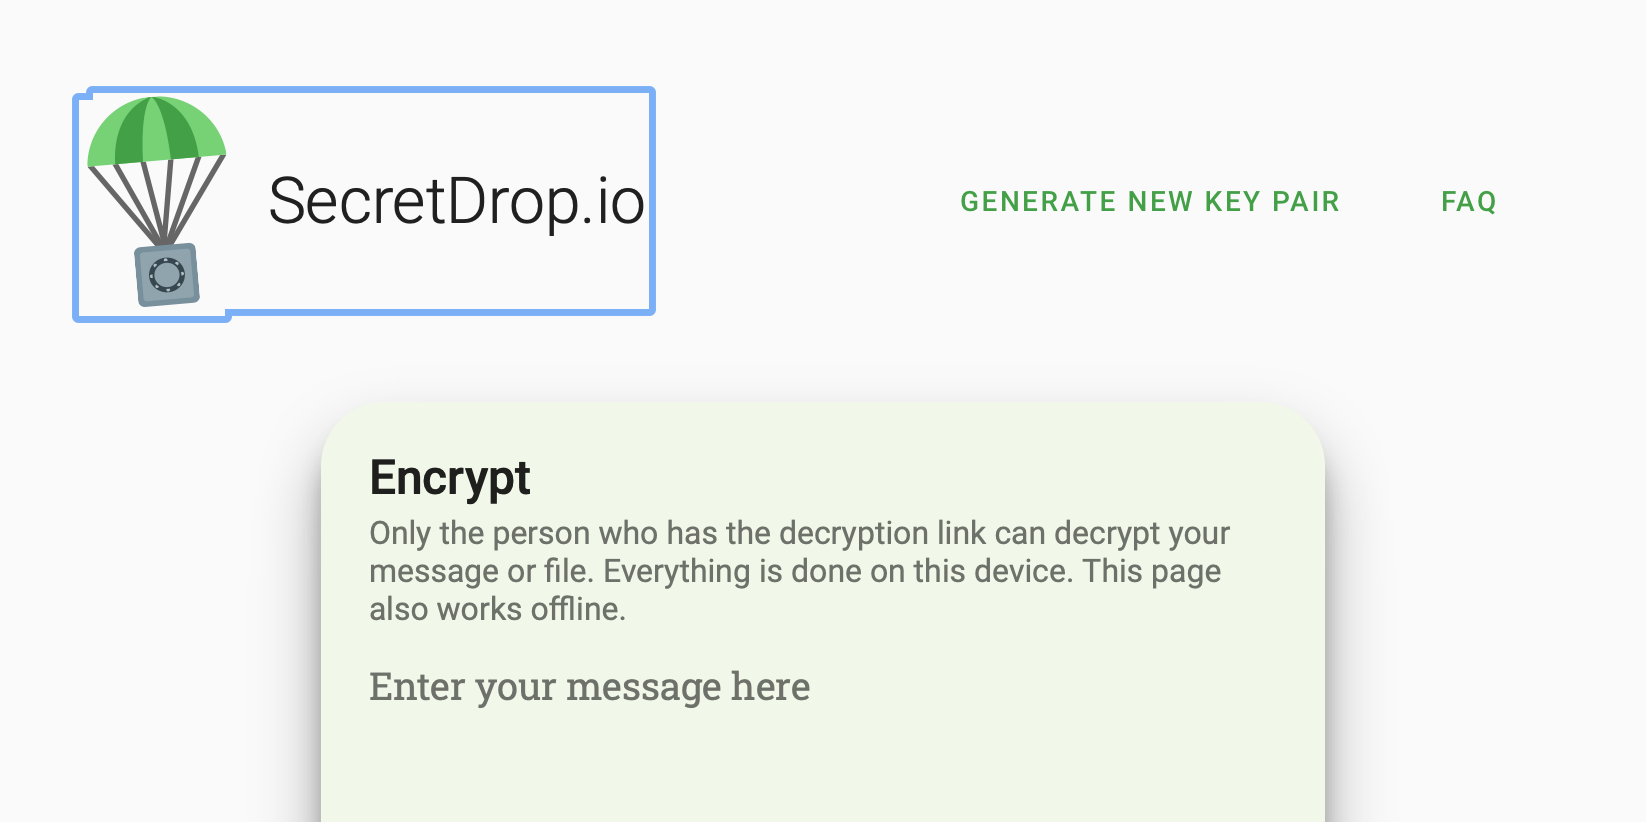 SecretDrop.io
GENERATE NEW KEY PAIR
FAQ
Encrypt
Only the person who has the decryption link can decrypt your
message or file. Everything is done on this device. This page
also works offline.
Enter your message here